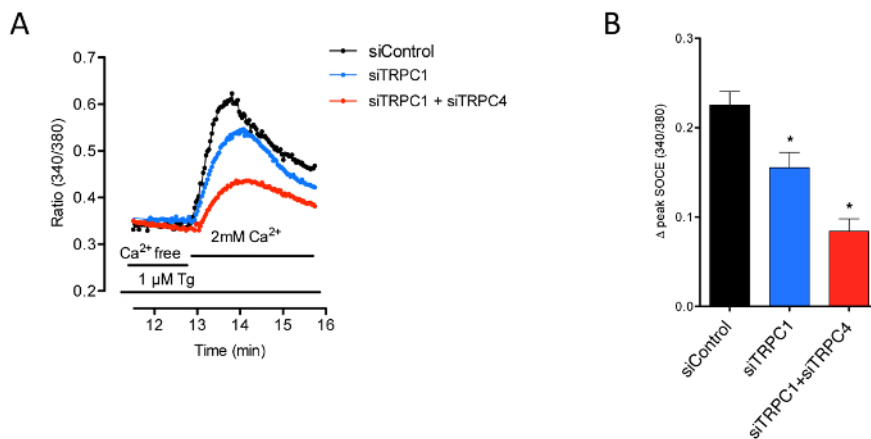 A
B
siControl
siTRPC1
siTRPC1 + siTRPC4
Ratio (340/380)
0.7
0.6
0.5
0.4
0.3
0.2
Ca²⁺ free
2mM Ca²⁺
1 µM Tg
12
13
14
15
16
Time (min)
Δ peak SOCE (340/380)
0.3
0.2
0.1
0.0
*
*
siControl
siTRPC1
siTRPC1+siTRPC4